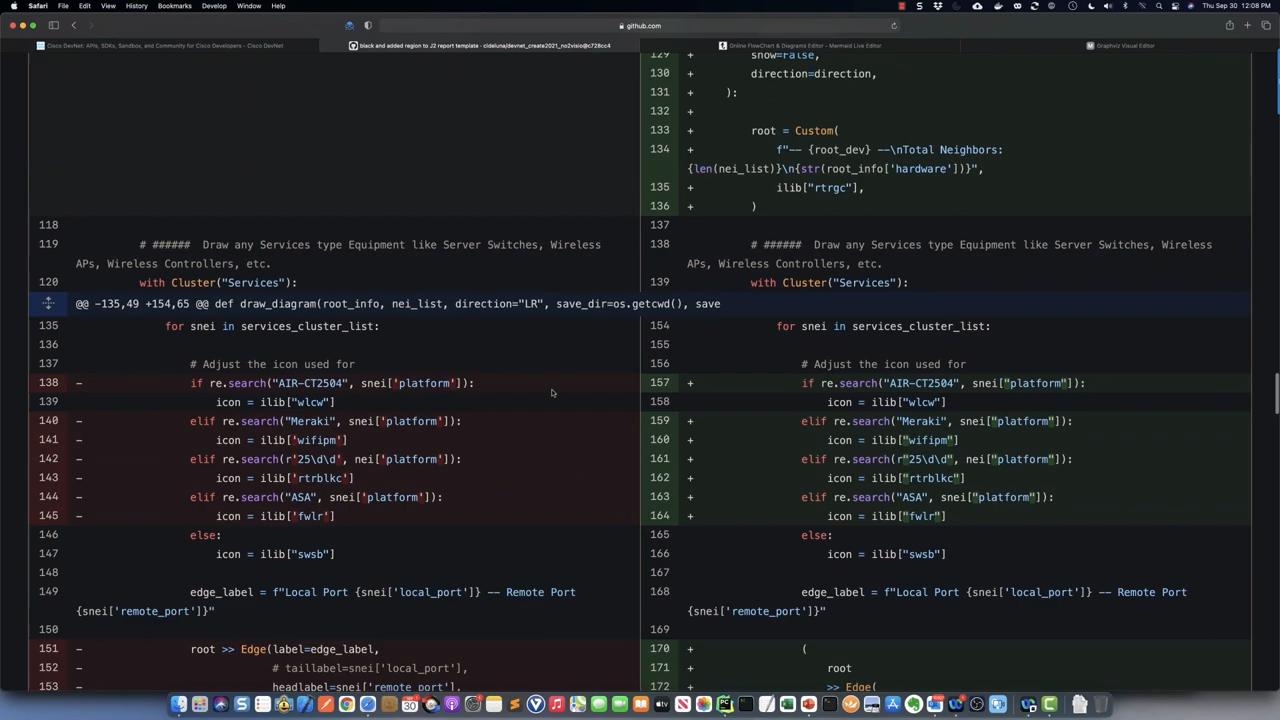 Safari File Edit View History Bookmarks Develop Window Help Thu Sep 30 12:08 PM
github.com
Cisco DevNet: APIs, SDKs, Sandbox, and Community for Cisco Developers - Cisco DevNet
black and added region to J2 report template · cldeluna/devnet_create2021_no2visio@c728cc4
Online FlowChart & Diagrams Editor - Mermaid Live Editor
Graphviz Visual Editor
129 show=False,
130 + direction=direction,
131 + ):
132 +
133 + root = Custom(
134 + f"-- {root_dev} --\nTotal Neighbors:
{len(nei_list)}\n{str(root_info['hardware'])}",
135 + ilib["rtrgc"],
136 + )
118
119 # ###### Draw any Services type Equipment like Server Switches, Wireless
APs, Wireless Controllers, etc.
120 with Cluster("Services"):
137
138 # ###### Draw any Services type Equipment like Server Switches, Wireless
APs, Wireless Controllers, etc.
139 with Cluster("Services"):
@@ -135,49 +154,65 @@ def draw_diagram(root_info, nei_list, direction="LR", save_dir=os.getcwd(), save
135 for snei in services_cluster_list:
136
137 # Adjust the icon used for
138 - if re.search("AIR-CT2504", snei['platform']):
139 icon = ilib["wlcw"]
140 - elif re.search("Meraki", snei['platform']):
141 - icon = ilib['wifipm']
142 - elif re.search(r'25\d\d', nei['platform']):
143 - icon = ilib['rtrblkc']
144 - elif re.search("ASA", snei['platform']):
145 - icon = ilib['fwlr']
146 else:
147 icon = ilib["swsb"]
148
149 edge_label = f"Local Port {snei['local_port']} -- Remote Port
{snei['remote_port']}"
150
151 - root >> Edge(label=edge_label,
152 - # taillabel=snei['local_port'],
153 - headlabel=snei['remote_port'],
154 for snei in services_cluster_list:
155
156 # Adjust the icon used for
157 + if re.search("AIR-CT2504", snei["platform"]):
158 icon = ilib["wlcw"]
159 + elif re.search("Meraki", snei["platform"]):
160 + icon = ilib["wifipm"]
161 + elif re.search(r"25\d\d", nei["platform"]):
162 + icon = ilib["rtrblkc"]
163 + elif re.search("ASA", snei["platform"]):
164 + icon = ilib["fwlr"]
165 else:
166 icon = ilib["swsb"]
167
168 edge_label = f"Local Port {snei['local_port']} -- Remote Port
{snei['remote_port']}"
169
170 + (
171 + root
172 + >> Edge(